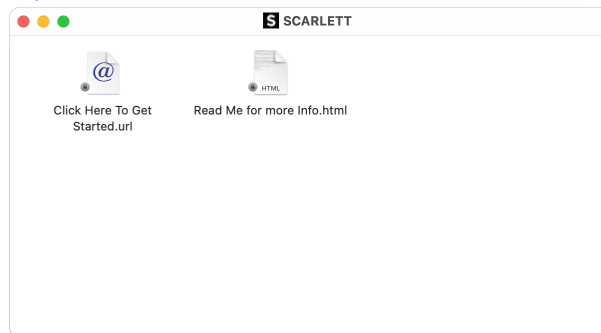 S SCARLETT
@
HTML
Click Here To Get
Started.url
Read Me for more Info.html